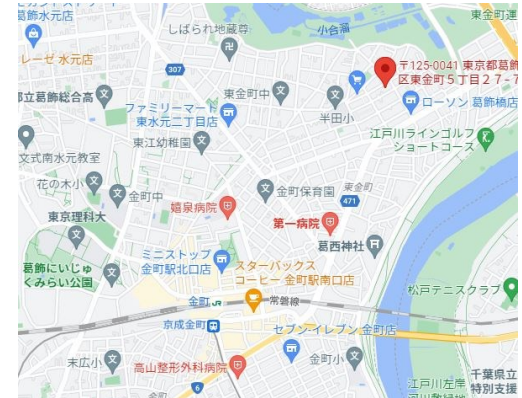 葛飾水元店
しばられ地蔵尊
小合溜
東金町運
レーゼ 水元店
307
〒125-0041 東京都葛飾
区東金町5丁目27-7
東金町中
都立葛飾総合高
ファミリーマート
東水元二丁目店
半田小
ローソン 葛飾橋店
東江幼稚園
江戸川ラインゴルフ
ショートコース
文式南水元教室
花の木小
金町中
金町保育園
東金町
471
嬉泉病院
第一病院
東京理科大
葛西神社
ミニストップ
金町駅北口店
葛飾にいじゅ
くみらい公園
スターバックス
コーヒー 金町駅南口店
松戸テニスクラブ
金町
JR
常磐線
京成金町
セブン-イレブン 金町店
末広小
高山整形外科病院
金町小
千葉県立
特別支援
6
金町
江戸川左岸